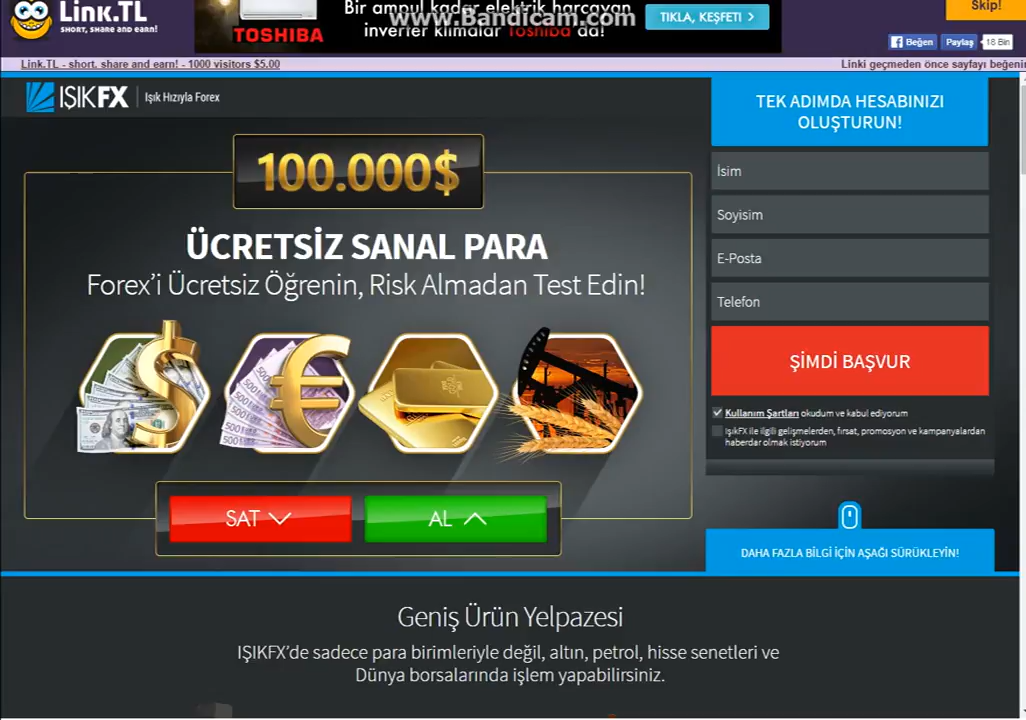 Link.TL
SHORT, SHARE AND EARN!
TOSHIBA
Bir ampul kadar elektrik harcayan
inverter klimalar Toshiba'da!
www.Bandicam.com
TIKLA, KEŞFETİ >
Skip!
Beğen
Paylaş
18 Bin
Link.TL - short, share and earn! - 1000 visitors $5.00
Linki geçmeden önce sayfayı beğenin
IŞIKFX
Işık Hızıyla Forex
100.000$
ÜCRETSİZ SANAL PARA
Forex'i Ücretsiz Öğrenin, Risk Almadan Test Edin!
SAT
AL
TEK ADIMDA HESABINIZI
OLUŞTURUN!
İsim
Soyisim
E-Posta
Telefon
ŞİMDİ BAŞVUR
Kullanım Şartları okudum ve kabul ediyorum
IşıkFX ile ilgili gelişmelerden, fırsat, promosyon ve kampanyalardan
haberdar olmak istiyorum
DAHA FAZLA BİLGİ İÇİN AŞAĞI SÜRÜKLEYİN!
Geniş Ürün Yelpazesi
IŞIKFX'de sadece para birimleriyle değil, altın, petrol, hisse senetleri ve
Dünya borsalarında işlem yapabilirsiniz.